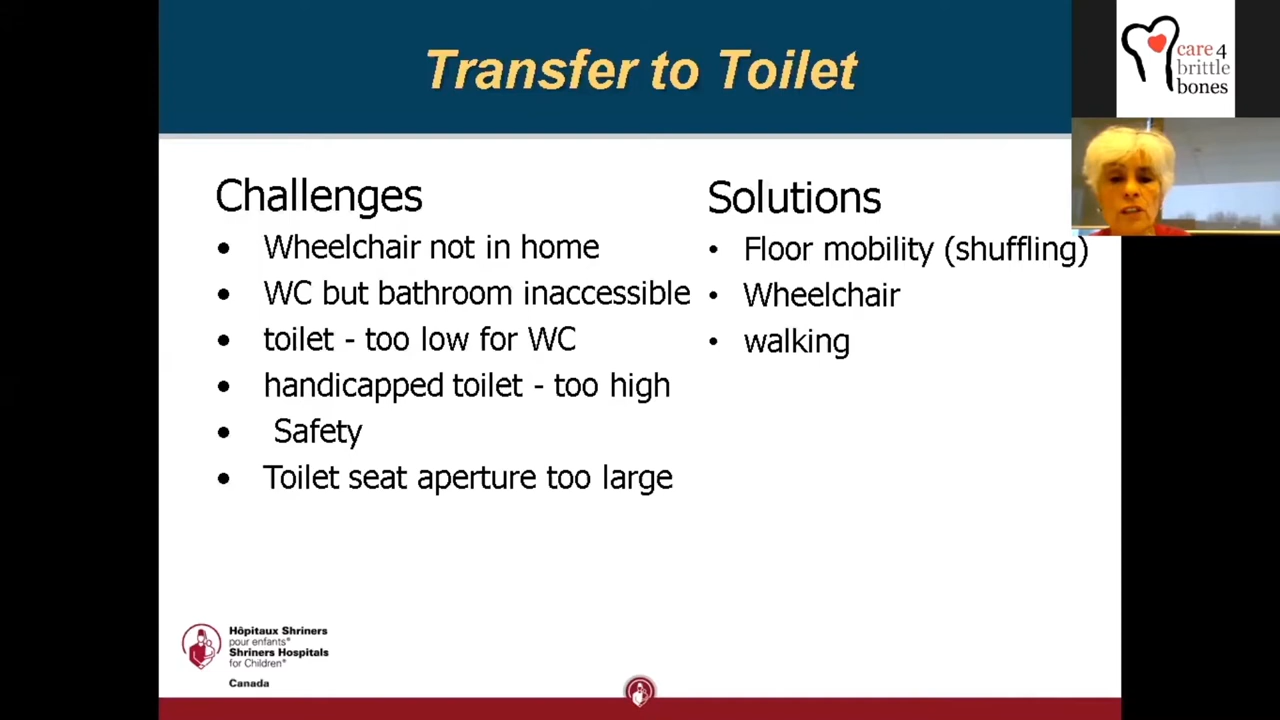 Transfer to Toilet
care 4
brittle
bones
Challenges
• Wheelchair not in home
• WC but bathroom inaccessible
• toilet - too low for WC
• handicapped toilet - too high
• Safety
• Toilet seat aperture too large
Solutions
• Floor mobility (shuffling)
• Wheelchair
• walking
Hôpitaux Shriners
pour enfants®
Shriners Hospitals
for Children®
Canada